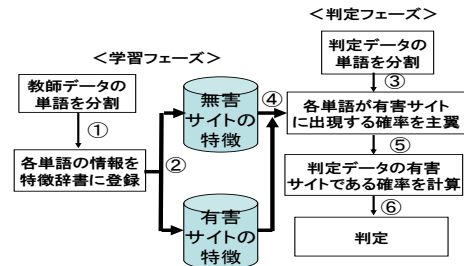 <学習フェーズ>
教師データの
単語を分割
①
各単語の情報を
特徴辞書に登録
②
無害
サイトの
特徴
有害
サイトの
特徴
<判定フェーズ>
判定データの
単語を分割
③
④
各単語が有害サイト
に出現する確率を主翼
⑤
判定データの有害
サイトである確率を計算
⑥
判定